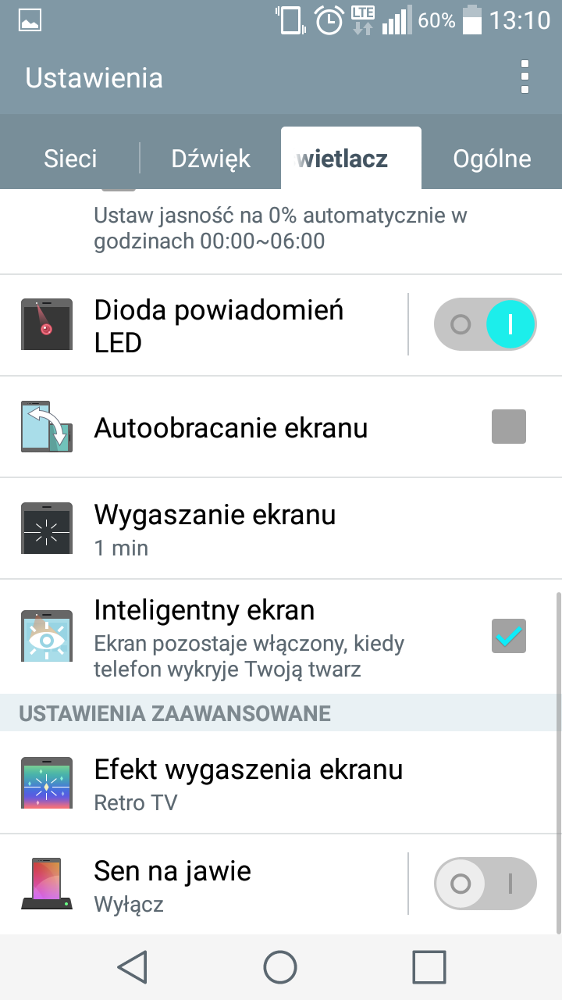 LTE 60% 13:10
Ustawienia
Sieci Dźwięk wietlacz Ogólne
Ustaw jasność na 0% automatycznie w
godzinach 00:00~06:00
Dioda powiadomień
LED
Autoobracanie ekranu
Wygaszanie ekranu
1 min
Inteligentny ekran
Ekran pozostaje włączony, kiedy
telefon wykryje Twoją twarz
USTAWIENIA ZAAWANSOWANE
Efekt wygaszenia ekranu
Retro TV
Sen na jawie
Wyłącz